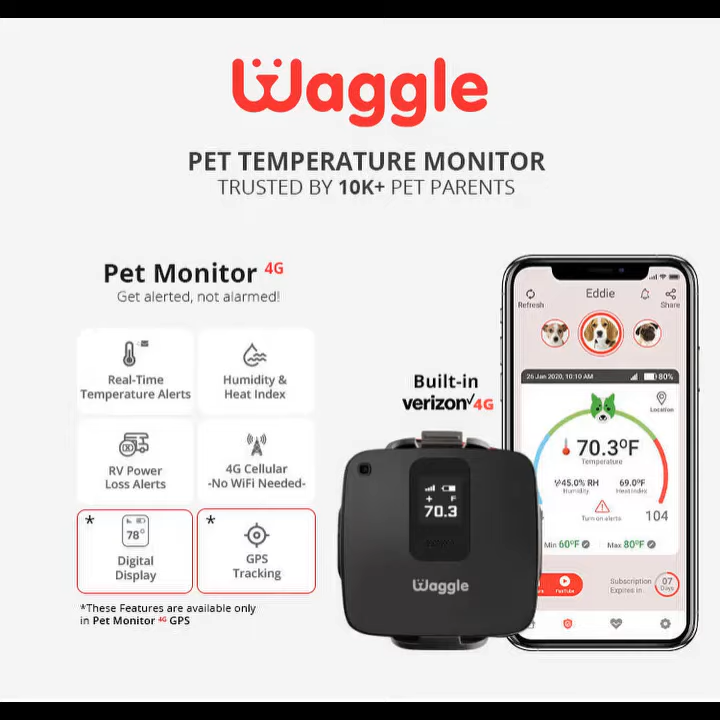 Waggle
PET TEMPERATURE MONITOR
TRUSTED BY 10K+ PET PARENTS
Pet Monitor 4G
Get alerted, not alarmed!
Real-Time
Temperature Alerts
Humidity &
Heat Index
RV Power
Loss Alerts
4G Cellular
-No WiFi Needed-
*
78°
Digital
Display
*
GPS
Tracking
*These Features are available only
in Pet Monitor 4G GPS
Built-in
verizon✓4G
F
70.3
Waggle
Eddie
Refresh
Share
26 Jan 2020, 10:10 AM
80%
Location
70.3°F
Temperature
45.0% RH
Humidity
69.0°F
Heat Index
Turn on alerts
104
Min 60°F
Max 80°F
PetTube
Subscription
Expires in
07
Days